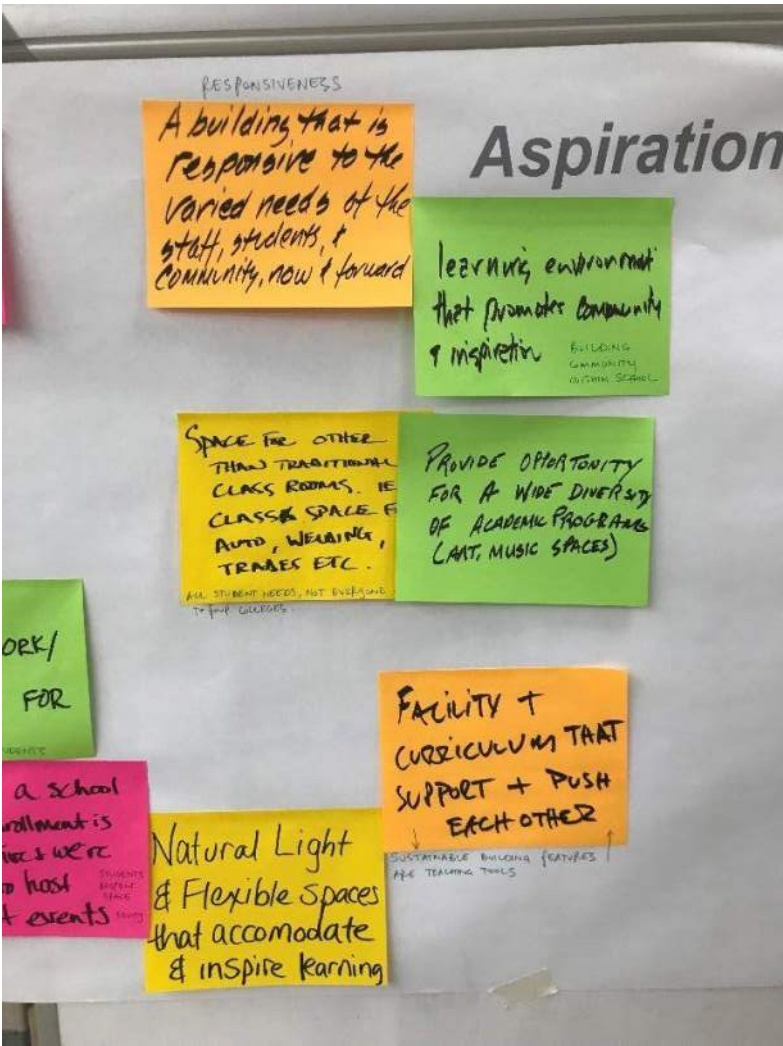 RESPONSIVENESS
A building that is
responsive to the
varied needs of the
staff, students, &
community, now & forward
Aspiration
learning environment
that promotes community
& inspiration
BUILDING
COMMUNITY
WITHIN SCHOOL
SPACE FOR OTHER
THAN TRADITIONAL
CLASS ROOMS. IE
CLASS SPACE F
AUTO, WELDING,
TRADES ETC.
ALL STUDENT NEEDS, NOT EVERYONE
COLLEGES.
PROVIDE OPPORTUNITY
FOR A WIDE DIVERSITY
OF ACADEMIC PROGRAMS
(ART, MUSIC SPACES)
ORK/
FOR
UDENTS
FACILITY +
CURRICULUM THAT
SUPPORT + PUSH
EACH OTHER
SUSTAINABLE BUILDING FEATURES
ARE TEACHING TOOLS
a school
rollment is
were
host
events
STUDENTS
SPACE
Natural Light
& Flexible spaces
that accomodate
& inspire learning